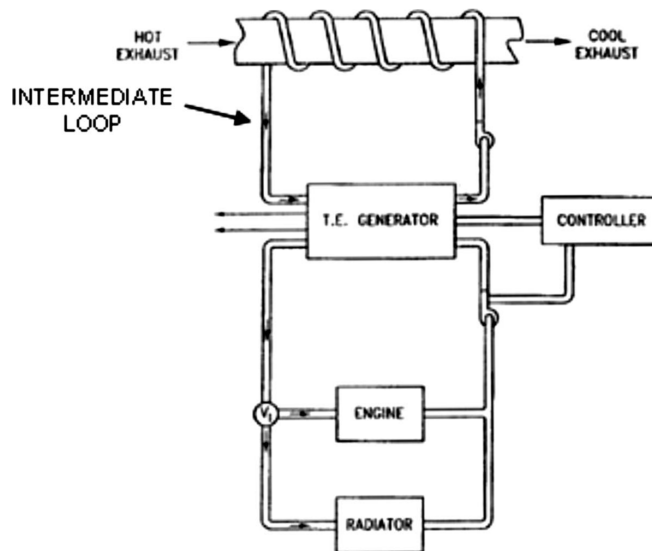 HOT
EXHAUST
COOL
EXHAUST
INTERMEDIATE
LOOP
T.E. GENERATOR
CONTROLLER
V1
ENGINE
RADIATOR